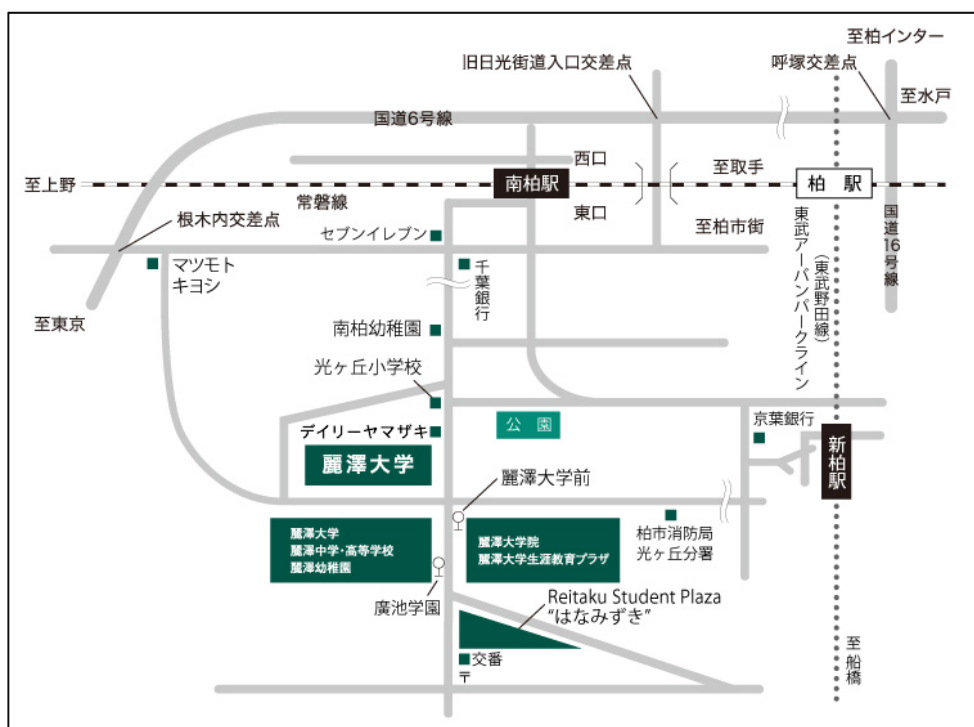 至柏インター
旧日光街道入口交差点
呼塚交差点
至水戸
国道6号線
西口
至取手
至上野
南柏駅
柏 駅
常磐線
東口
根木内交差点
セブンイレブン
至柏市街
国道16号線
マツモト
キヨシ
千葉銀行
東武アーバンパークライン
(東武野田線)
至東京
南柏幼稚園
光ヶ丘小学校
デイリーヤマザキ
公 園
京葉銀行
新柏駅
麗澤大学
麗澤大学前
麗澤大学
麗澤中学・高等学校
麗澤幼稚園
麗澤大学院
麗澤大学生涯教育プラザ
柏市消防局
光ヶ丘分署
廣池学園
Reitaku Student Plaza
“はなみずき”
至船橋
交番
〒